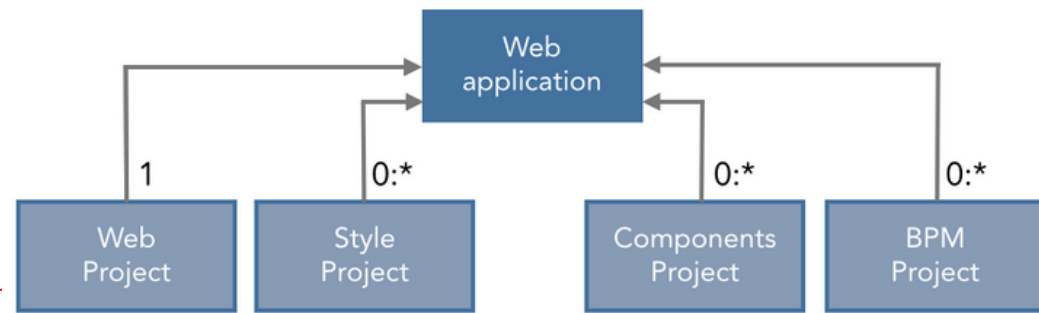 Web
application
1
0:*
0:*
0:*
Web
Project
Style
Project
Components
Project
BPM
Project